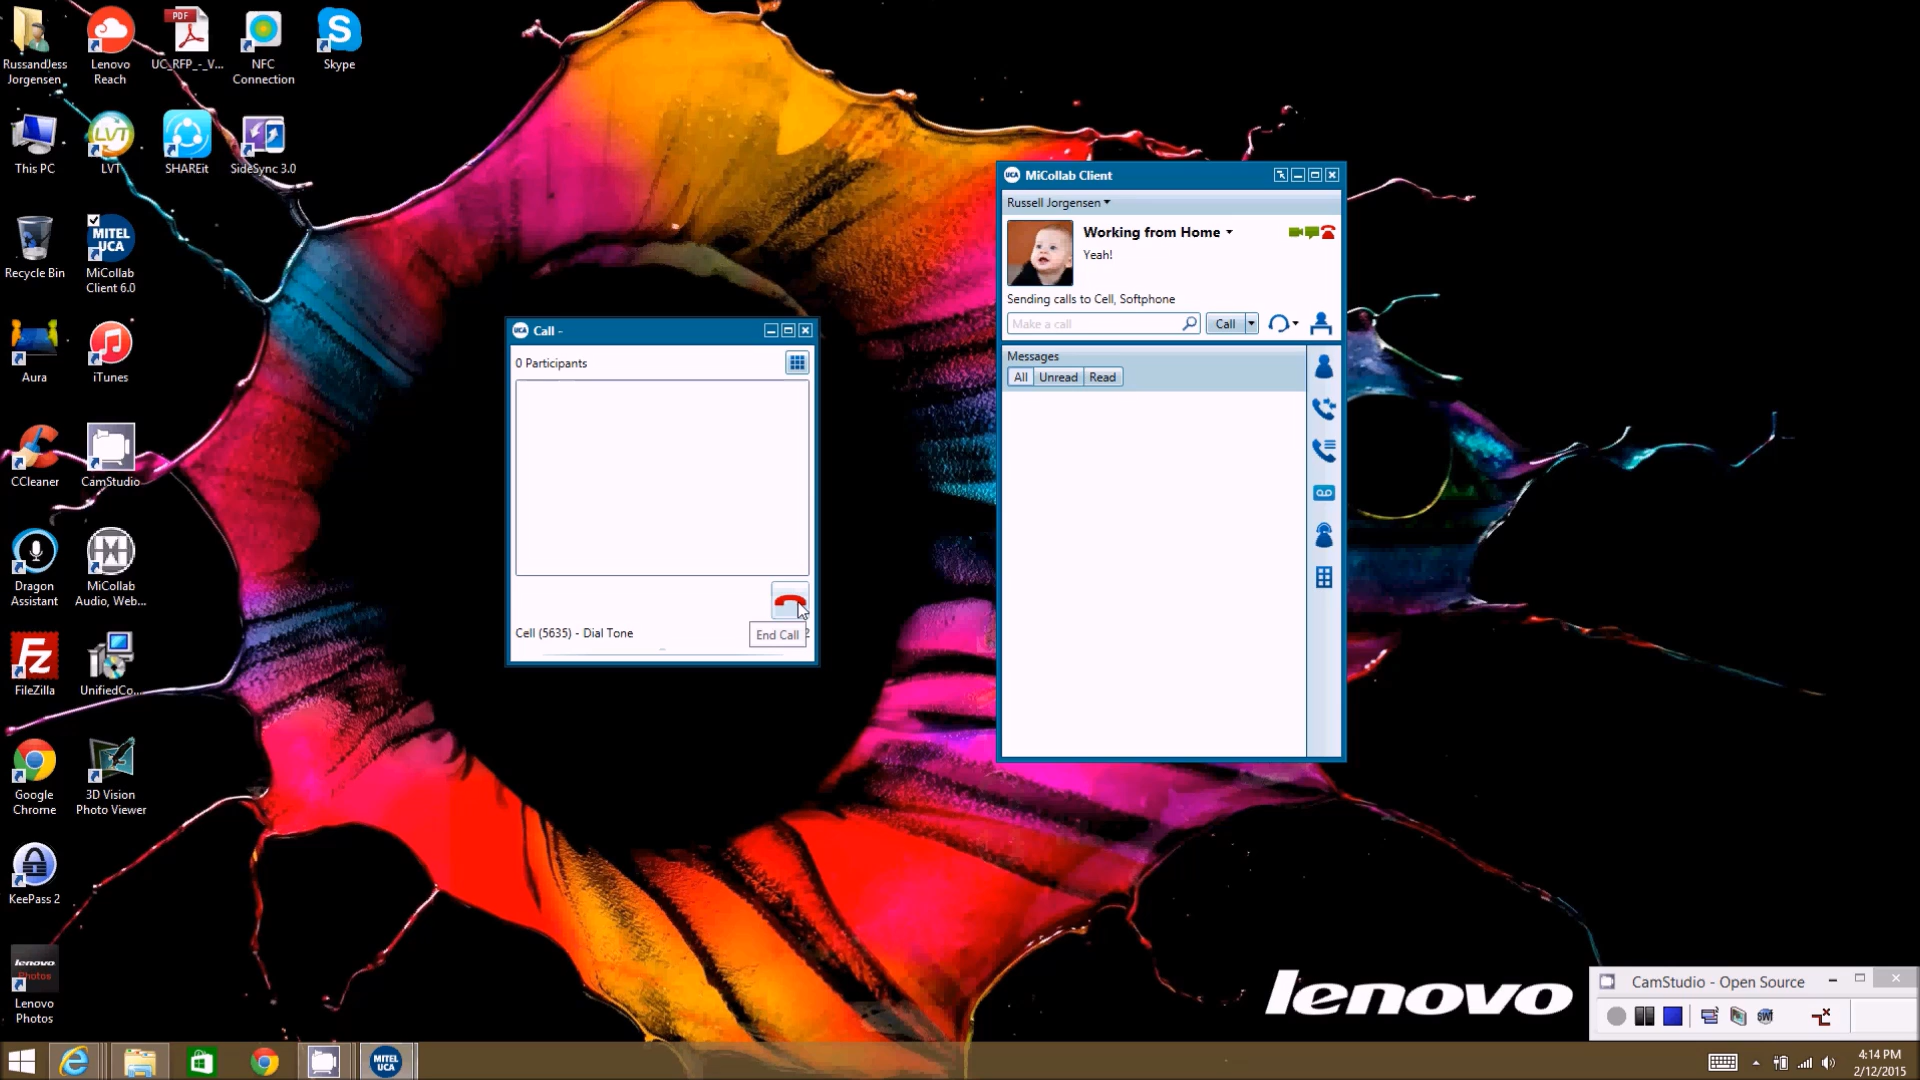 RussandJess
Jorgensen
Lenovo
Reach
PDF
UC_RFP_-_V...
NFC
Connection
Skype
This PC
LVT
LVT
SHAREit
SideSync 3.0
Recycle Bin
MITEL
UCA
MiCollab
Client 6.0
Aura
iTunes
CCleaner
CamStudio
Dragon
Assistant
MiCollab
Audio, Web...
FileZilla
UnifiedCo...
Google
Chrome
3D Vision
Photo Viewer
KeePass 2
lenovo
Photos
Lenovo
Photos
UCA Call -
0 Participants
Cell (5635) - Dial Tone
End Call
UCA MiCollab Client
Russell Jorgensen
Working from Home
Yeah!
Sending calls to Cell, Softphone
Make a call
Call
Messages
All Unread Read
lenovo
CamStudio - Open Source
SWF
MITEL
UCA
4:14 PM
2/12/2015